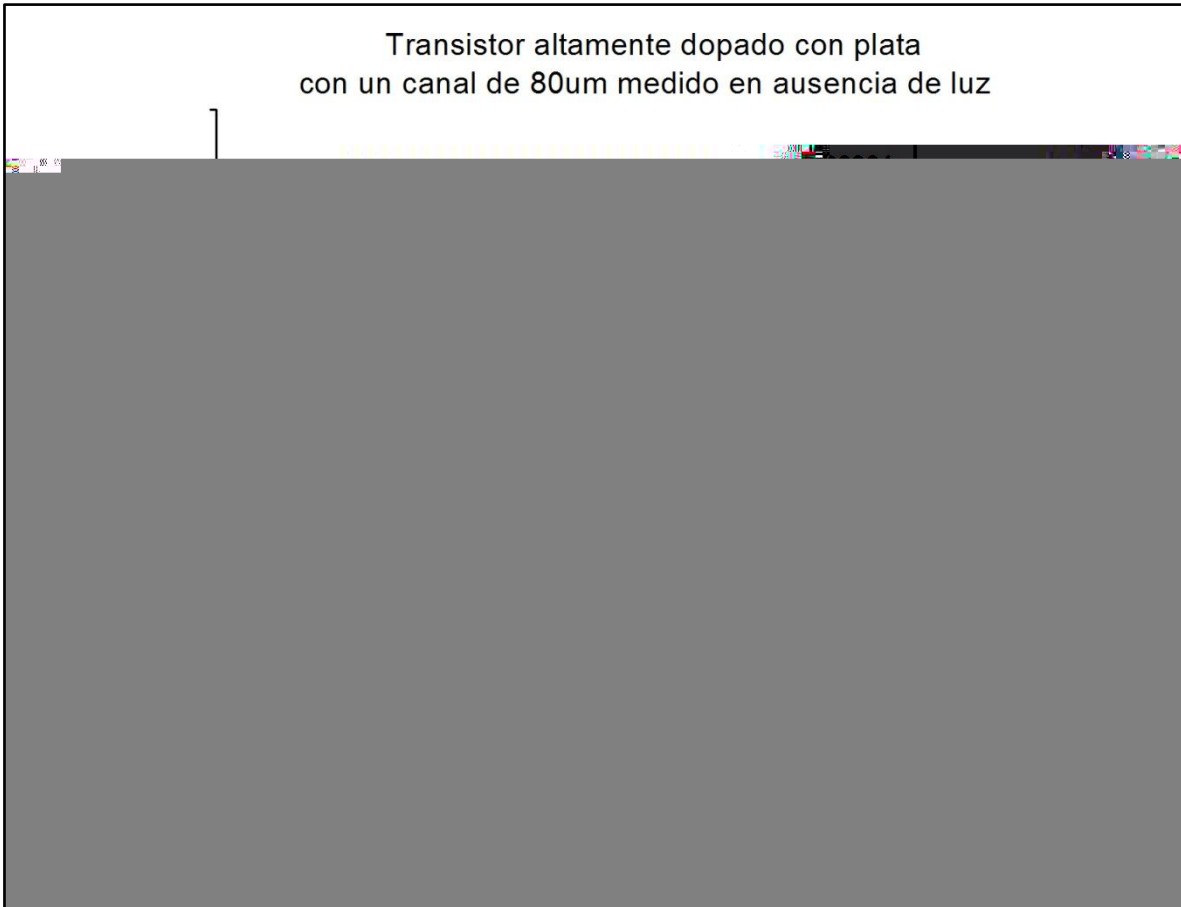 Transistor altamente dopado con plata
con un canal de 80um medido en ausencia de luz